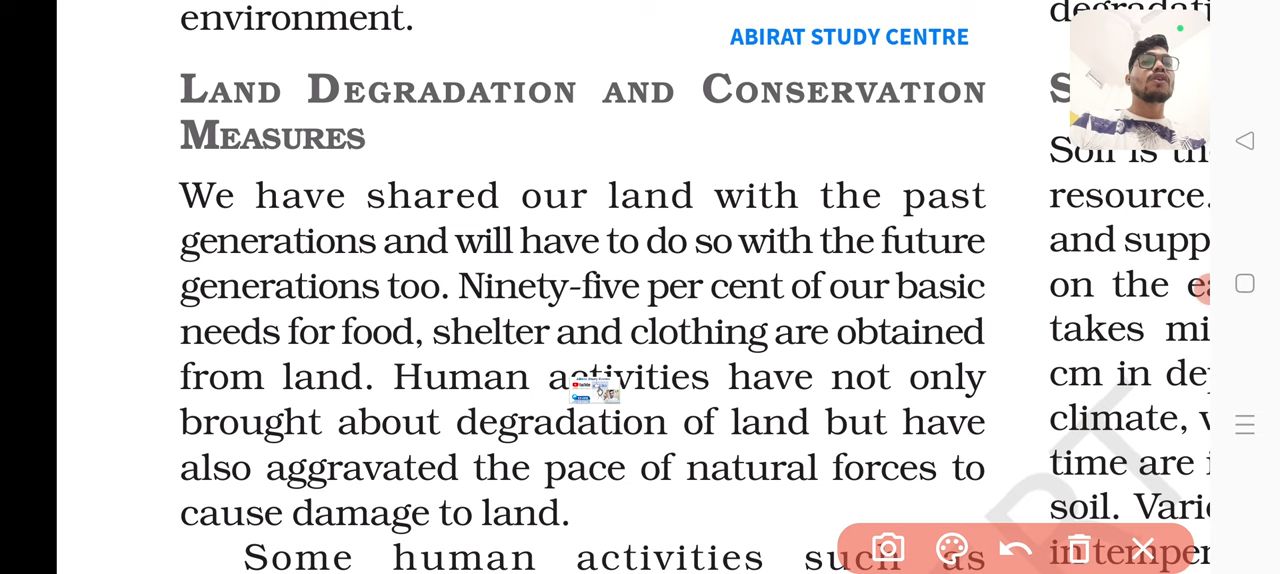 environment.
ABIRAT STUDY CENTRE
LAND DEGRADATION AND CONSERVATION
MEASURES
We have shared our land with the past
generations and will have to do so with the future
generations too. Ninety-five per cent of our basic
needs for food, shelter and clothing are obtained
from land. Human activities have not only
brought about degradation of land but have
also aggravated the pace of natural forces to
cause damage to land.
Some human activities such as
Soil is
resource.
and supp
on the
takes mi
cm in de
climate,
time are
soil. Vari
in temper